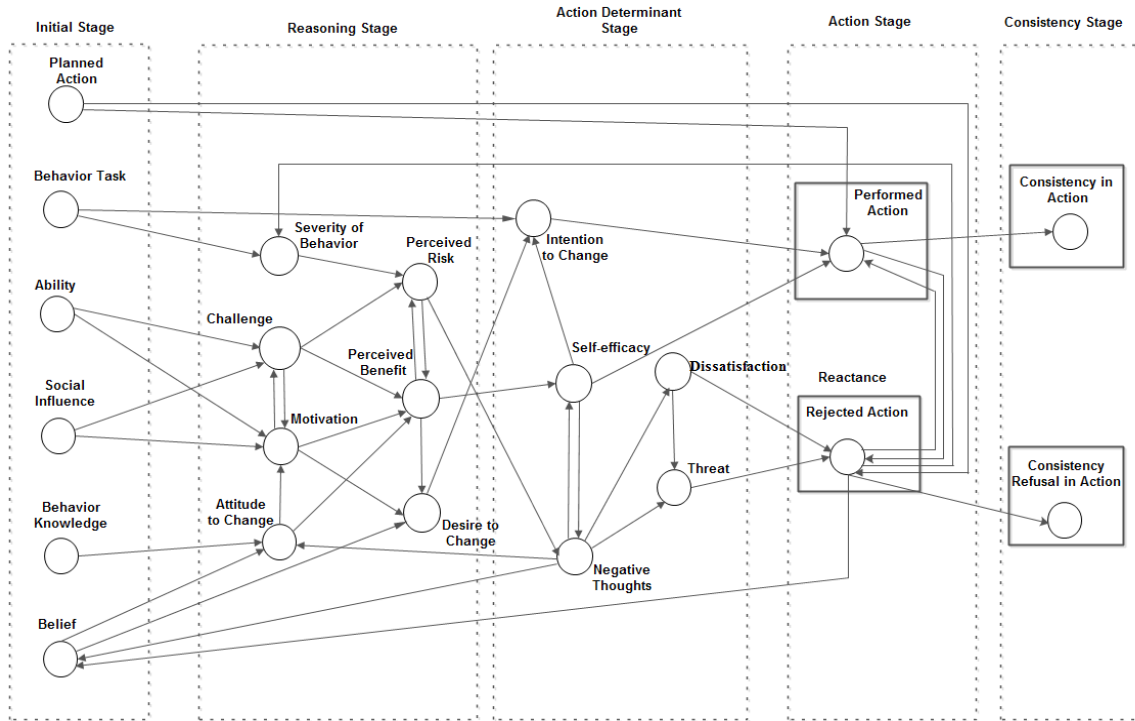 Initial Stage
Reasoning Stage
Action Determinant
Stage
Action Stage
Consistency Stage
Planned
Action
Behavior Task
Ability
Social
Influence
Behavior
Knowledge
Belief
Severity of
Behavior
Challenge
Motivation
Attitude
to Change
Perceived
Risk
Perceived
Benefit
Desire to
Change
Intention
to Change
Self-efficacy
Dissatisfaction
Threat
Negative
Thoughts
Performed
Action
Reactance
Rejected Action
Consistency in
Action
Consistency
Refusal in Action